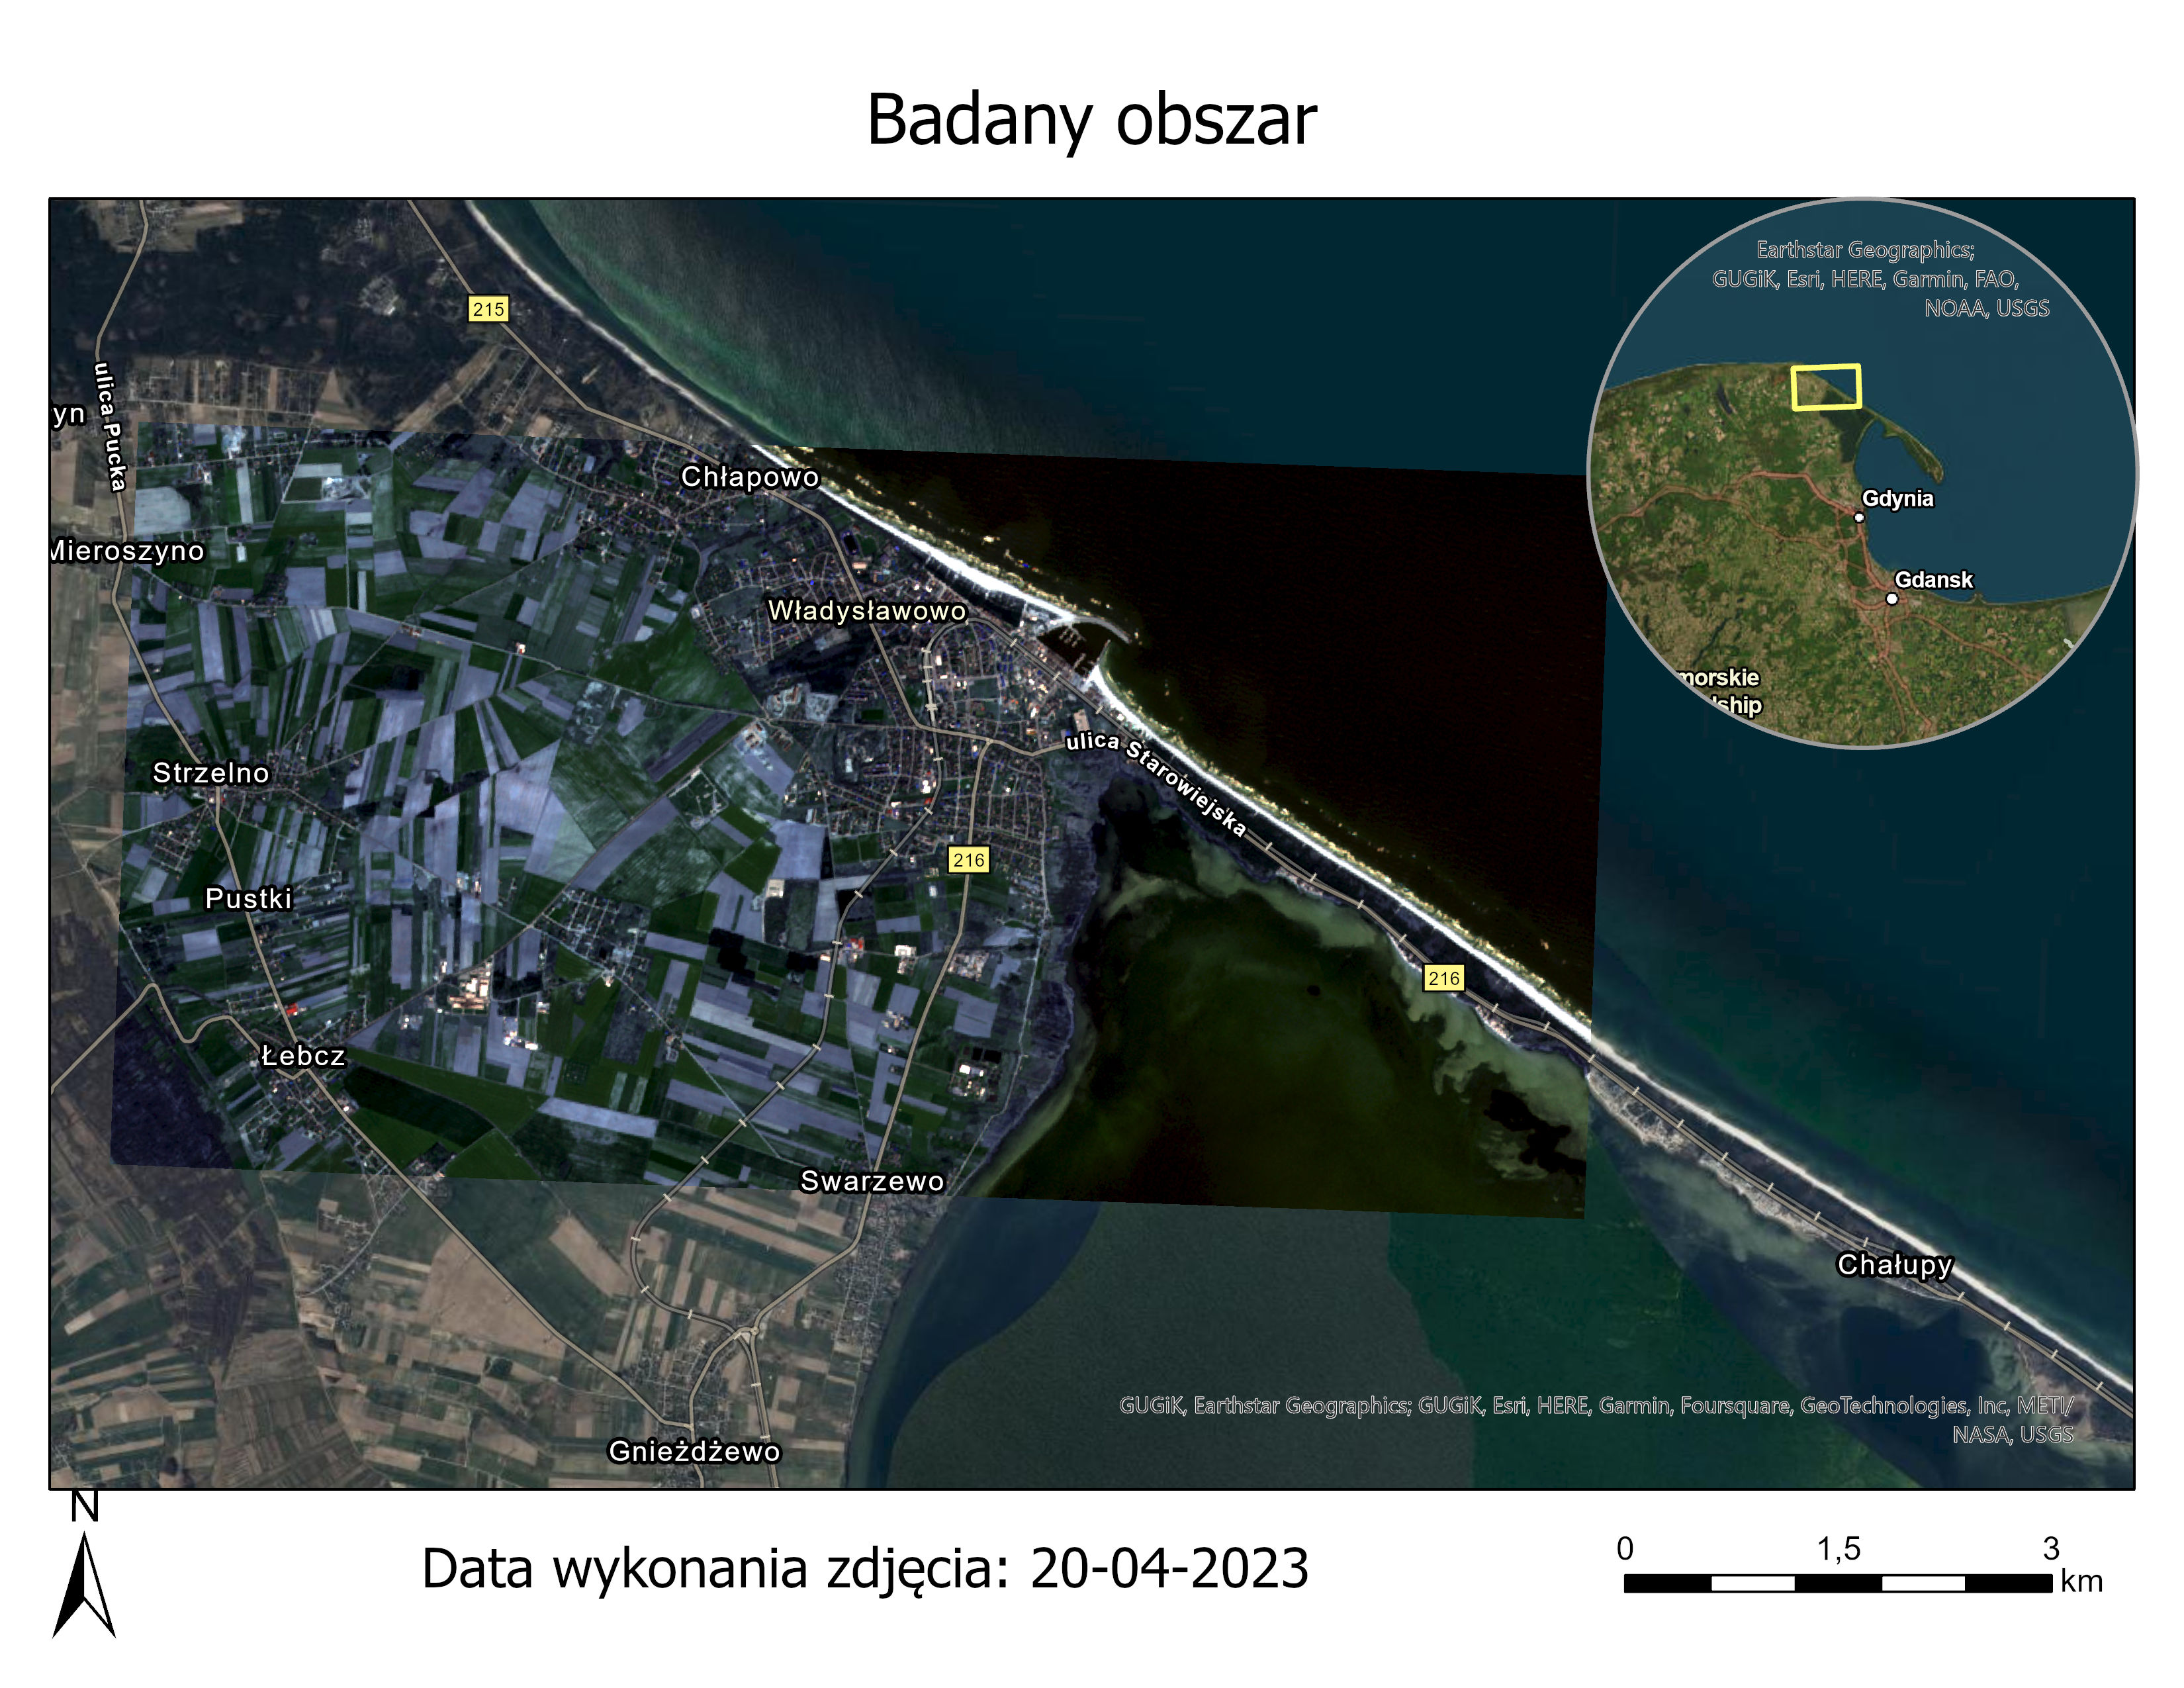 Badany obszar
Earthstar Geographics;
GUGiK, Esri, HERE, Garmin, FAO,
NOAA, USGS
215
ulica Pucka
yn
Chłapowo
Gdynia
Mieroszyno
Gdansk
Władysławowo
morskie
ship
ulica Starowiejska
Strzelno
216
Pustki
216
Łebcz
Swarzewo
Chałupy
GUGiK, Earthstar Geographics; GUGiK, Esri, HERE, Garmin, Foursquare, GeoTechnologies, Inc, METI/
NASA, USGS
Gnieżdżewo
N
Data wykonania zdjęcia: 20-04-2023
0 1,5 3
km